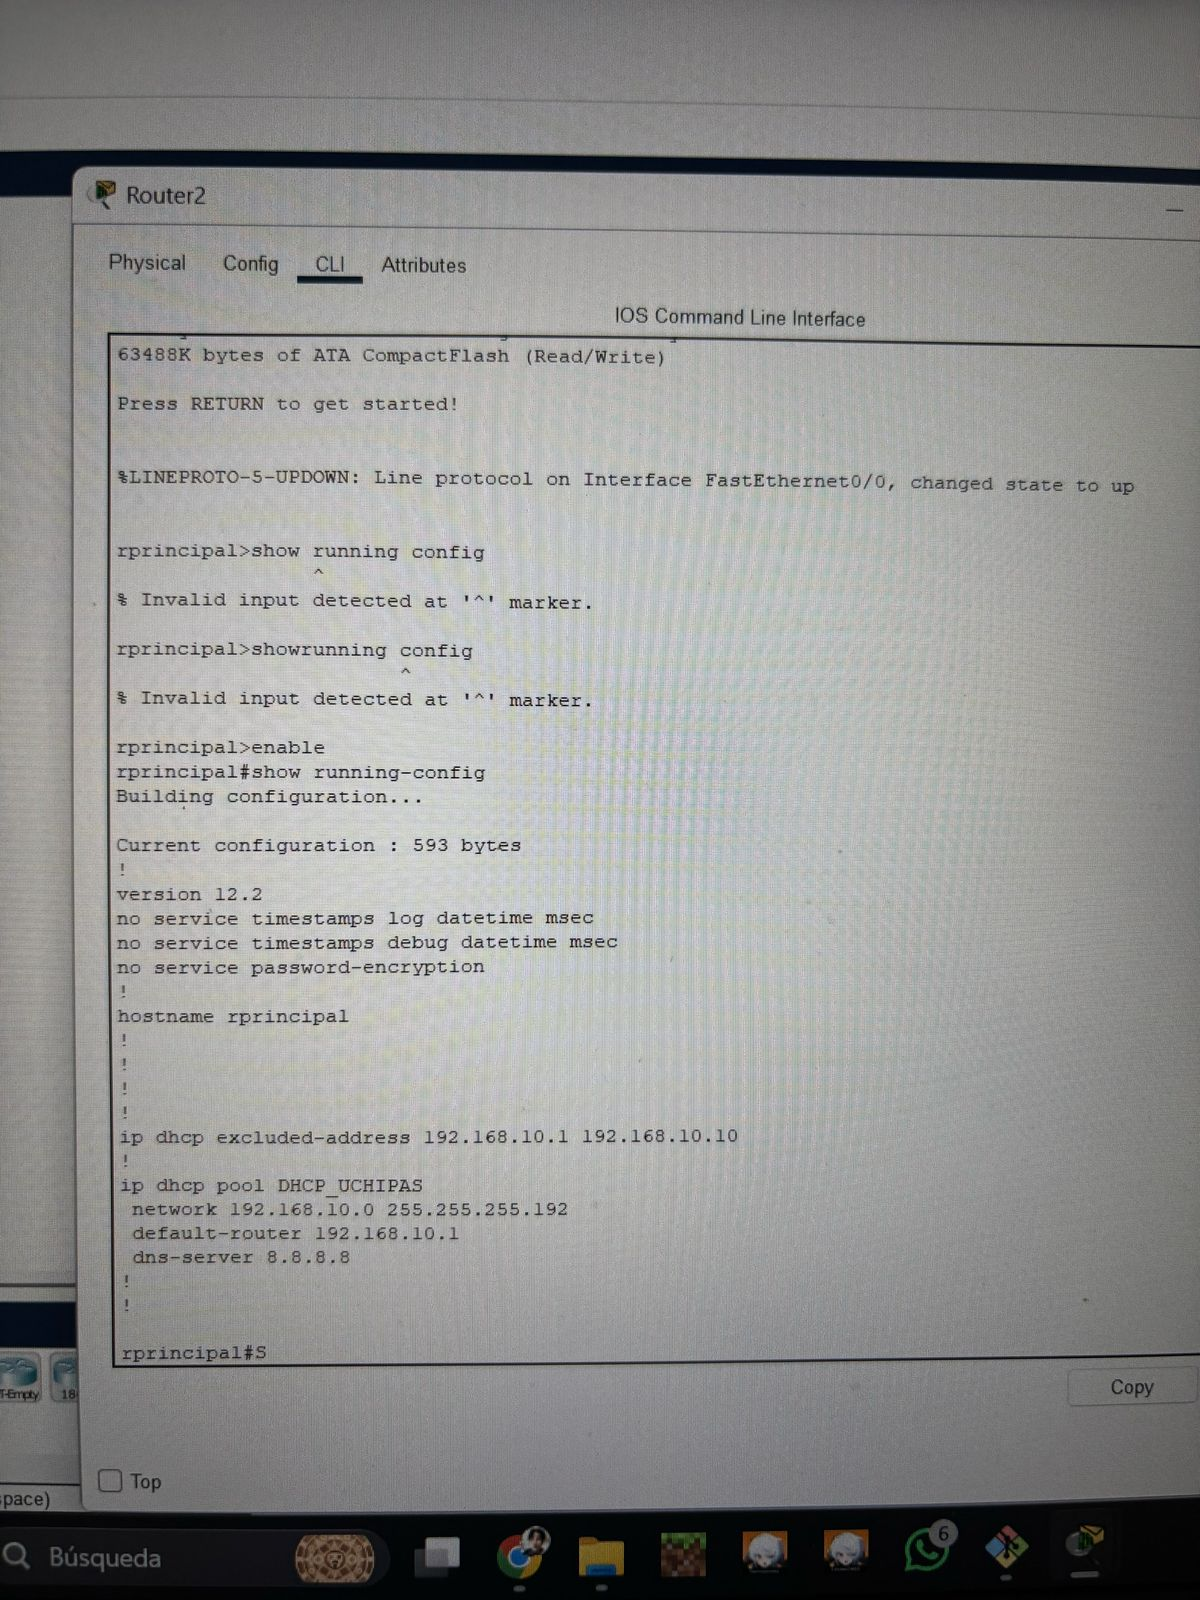 Router2
Physical Config CLI Attributes
IOS Command Line Interface
63488K bytes of ATA CompactFlash (Read/Write)
Press RETURN to get started!
%LINEPROTO-5-UPDOWN: Line protocol on Interface FastEthernet0/0, changed state to up
rprincipal>show running config
^
% Invalid input detected at '^' marker.
rprincipal>showrunning config
^
% Invalid input detected at '^' marker.
rprincipal>enable
rprincipal#show running-config
Building configuration...
Current configuration : 593 bytes
!
version 12.2
no service timestamps log datetime msec
no service timestamps debug datetime msec
no service password-encryption
!
hostname rprincipal
!
!
!
!
ip dhcp excluded-address 192.168.10.1 192.168.10.10
!
ip dhcp pool DHCP_UCHIPAS
network 192.168.10.0 255.255.255.192
default-router 192.168.10.1
dns-server 8.8.8.8
!
!
rprincipal#S
T-Empty 18
Copy
Top
space)
Búsqueda
6